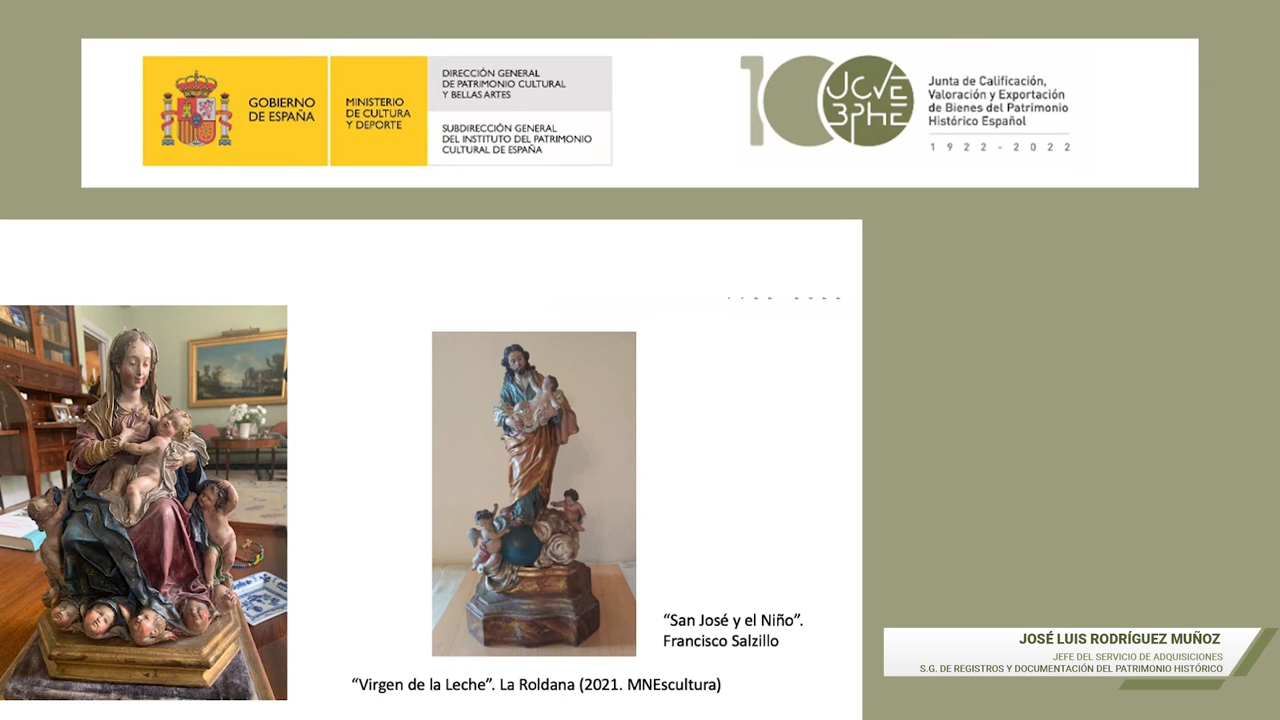 GOBIERNO
DE ESPAÑA
MINISTERIO
DE CULTURA
Y DEPORTE
DIRECCIÓN GENERAL
DE PATRIMONIO CULTURAL
Y BELLAS ARTES
SUBDIRECCIÓN GENERAL
DEL INSTITUTO DEL PATRIMONIO
CULTURAL DE ESPAÑA
100
JCVE
BPHE
Junta de Calificación,
Valoración y Exportación
de Bienes del Patrimonio
Histórico Español
1922-2022
“San José y el Niño”.
Francisco Salzillo
“Virgen de la Leche”. La Roldana (2021. MNEscultura)
JOSÉ LUIS RODRÍGUEZ MUÑOZ
JEFE DEL SERVICIO DE ADQUISICIONES
S.G. DE REGISTROS Y DOCUMENTACIÓN DEL PATRIMONIO HISTÓRICO